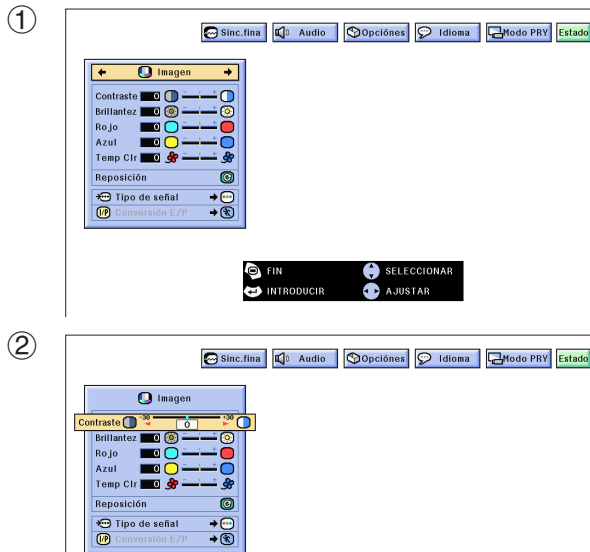 ①
Sinc.fina Audio Opciónes Idioma Modo PRY Estado
Imagen
Contraste 0 - +
Brillantez 0 - +
Rojo 0 - +
Azul 0 - +
Temp Clr 0 - +
Reposición
Tipo de señal
I/P Conversión E/P
FIN SELECCIONAR
INTRODUCIR AJUSTAR
②
Sinc.fina Audio Opciónes Idioma Modo PRY Estado
Imagen
Contraste -30 0 +30
Brillantez 0 - +
Rojo 0 - +
Azul 0 - +
Temp Clr 0 - +
Reposición
Tipo de señal
I/P Conversión E/P